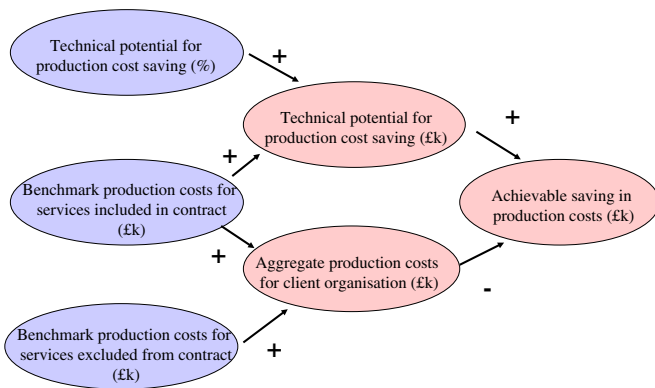 Technical potential for
production cost saving (%)
+
Technical potential for
production cost saving (£k)
+
+
Benchmark production costs for
services included in contract
(£k)
Achievable saving in
production costs (£k)
+
Aggregate production costs
for client organisation (£k)
-
Benchmark production costs for
services excluded from contract
(£k)
+